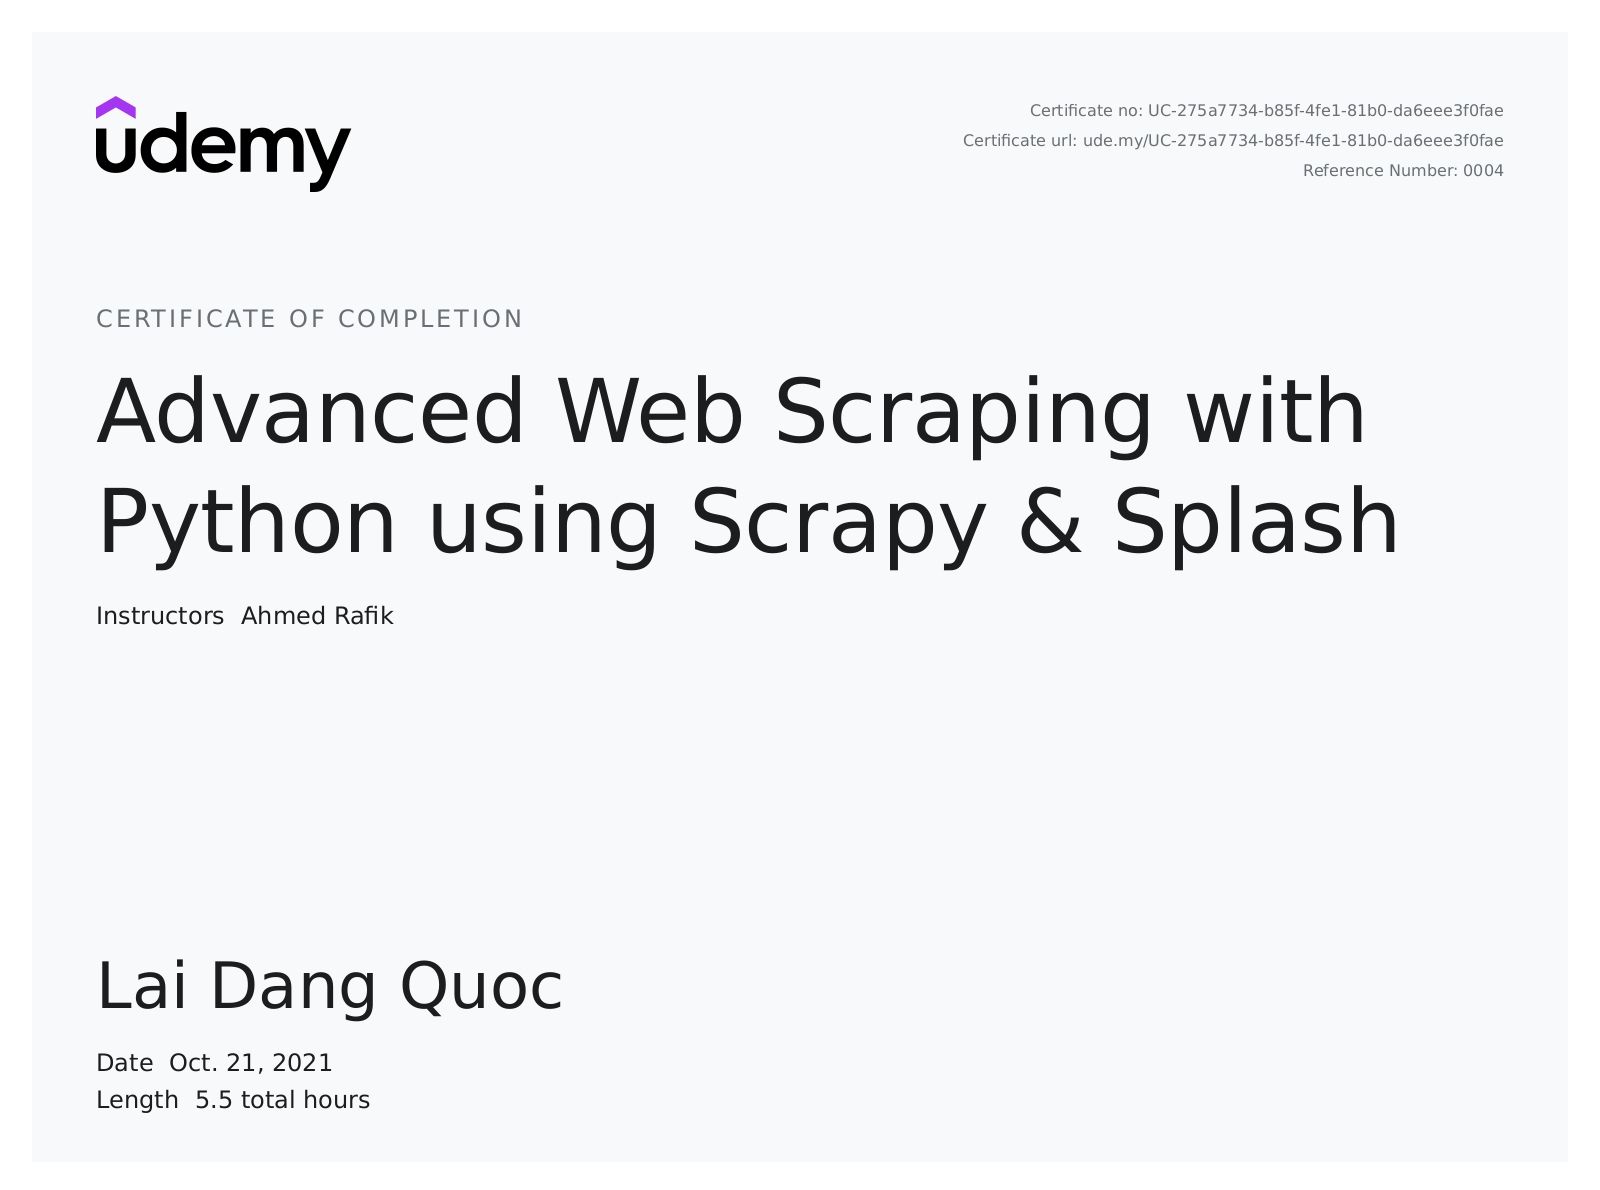 udemy
Certificate no: UC-275a7734-b85f-4fe1-81b0-da6eee3f0fae
Certificate url: ude.my/UC-275a7734-b85f-4fe1-81b0-da6eee3f0fae
Reference Number: 0004
CERTIFICATE OF COMPLETION
Advanced Web Scraping with
Python using Scrapy & Splash
Instructors Ahmed Rafik
Lai Dang Quoc
Date Oct. 21, 2021
Length 5.5 total hours